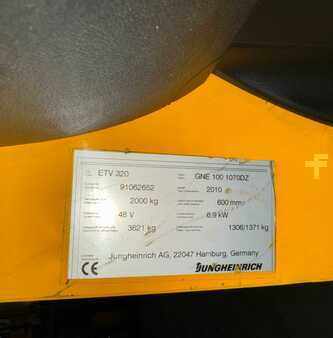 ETV 320 GNE 100 1070DZ
91062652 2010
2000 kg 600 mm
48 V 6.9 kW
3621 kg 1306/1371 kg
Jungheinrich AG, 22047 Hamburg, Germany
CE JUNGHEINRICH